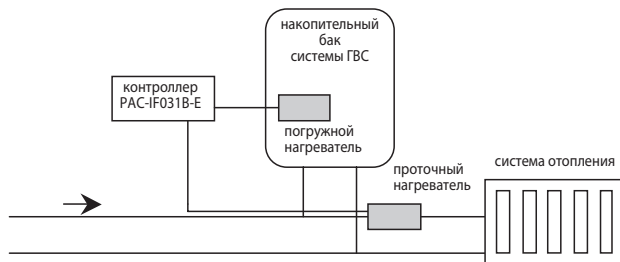 накопительный
бак
системы ГВС
контроллер
PAC-IF031B-E
погружной
нагреватель
проточный
нагреватель
система отопления